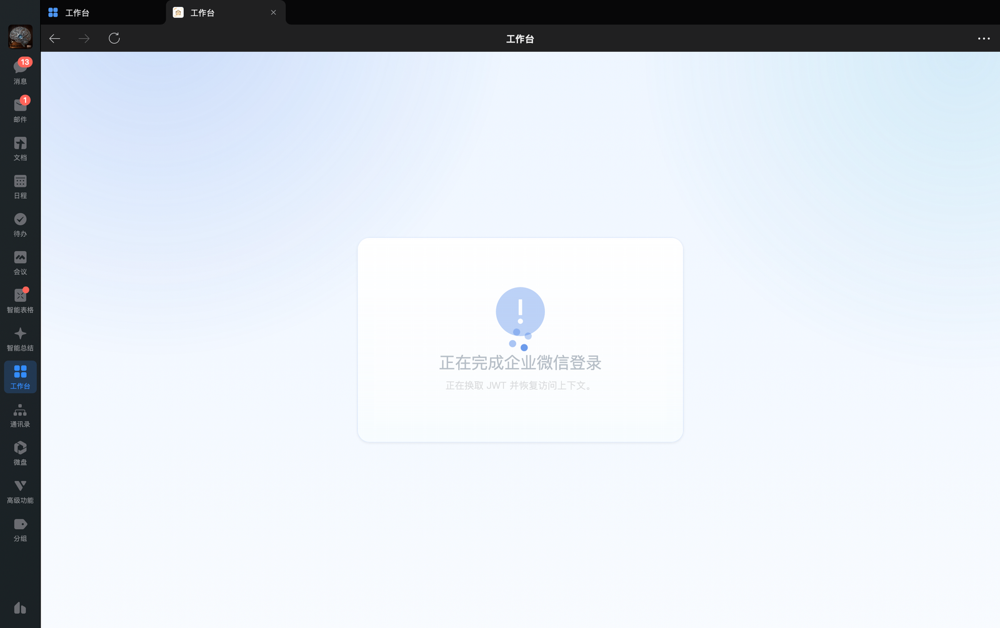 工作台
工作台
工作台
13
消息
1
邮件
文档
日程
待办
会议
智能表格
智能总结
工作台
通讯录
微盘
高级功能
分组
正在完成企业微信登录
正在换取 JWT 并恢复访问上下文。